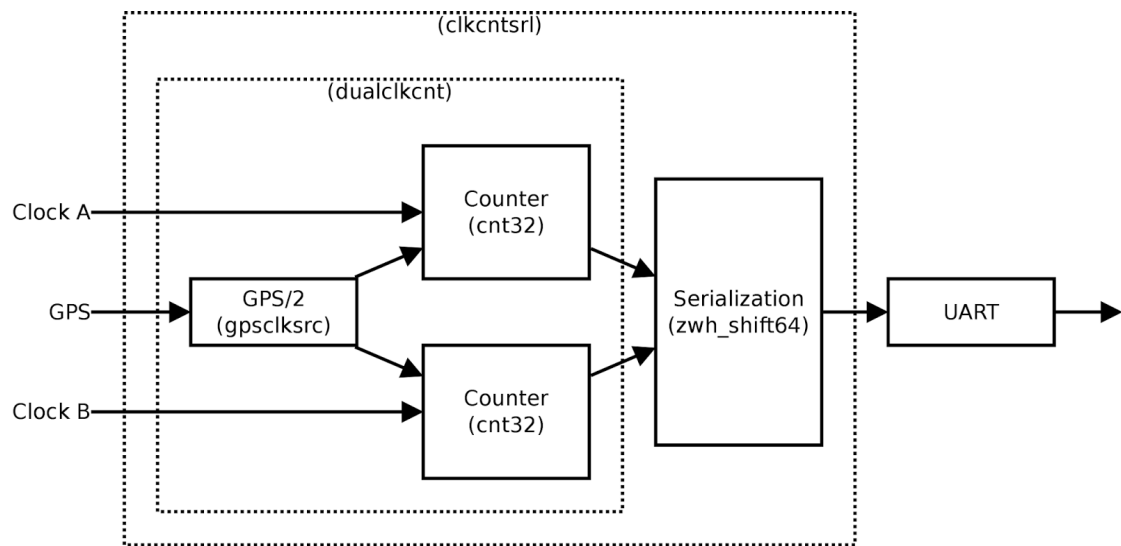 (clkcntsrl)
(dualclkcnt)
Clock A
Counter
(cnt32)
GPS
GPS/2
(gpsclksrc)
Serialization
(zwh_shift64)
UART
Clock B
Counter
(cnt32)